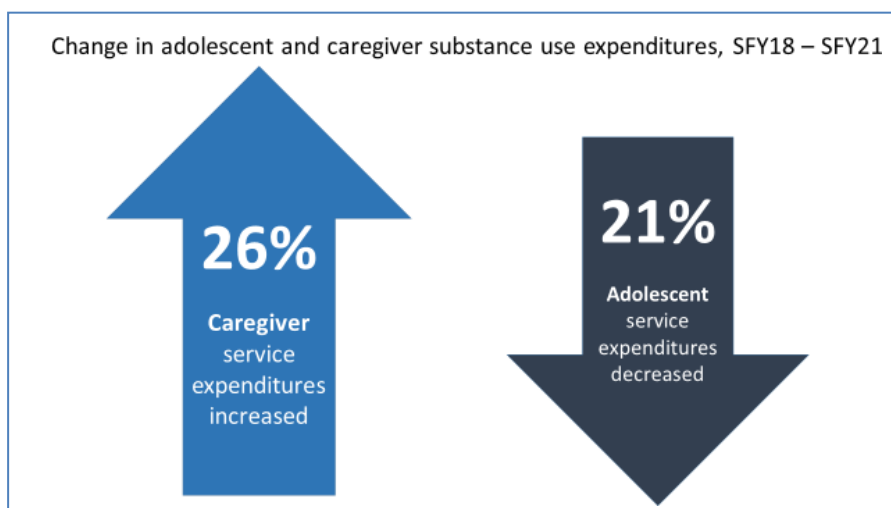 Change in adolescent and caregiver substance use expenditures, SFY18 – SFY21
26%
Caregiver
service
expenditures
increased
21%
Adolescent
service
expenditures
decreased